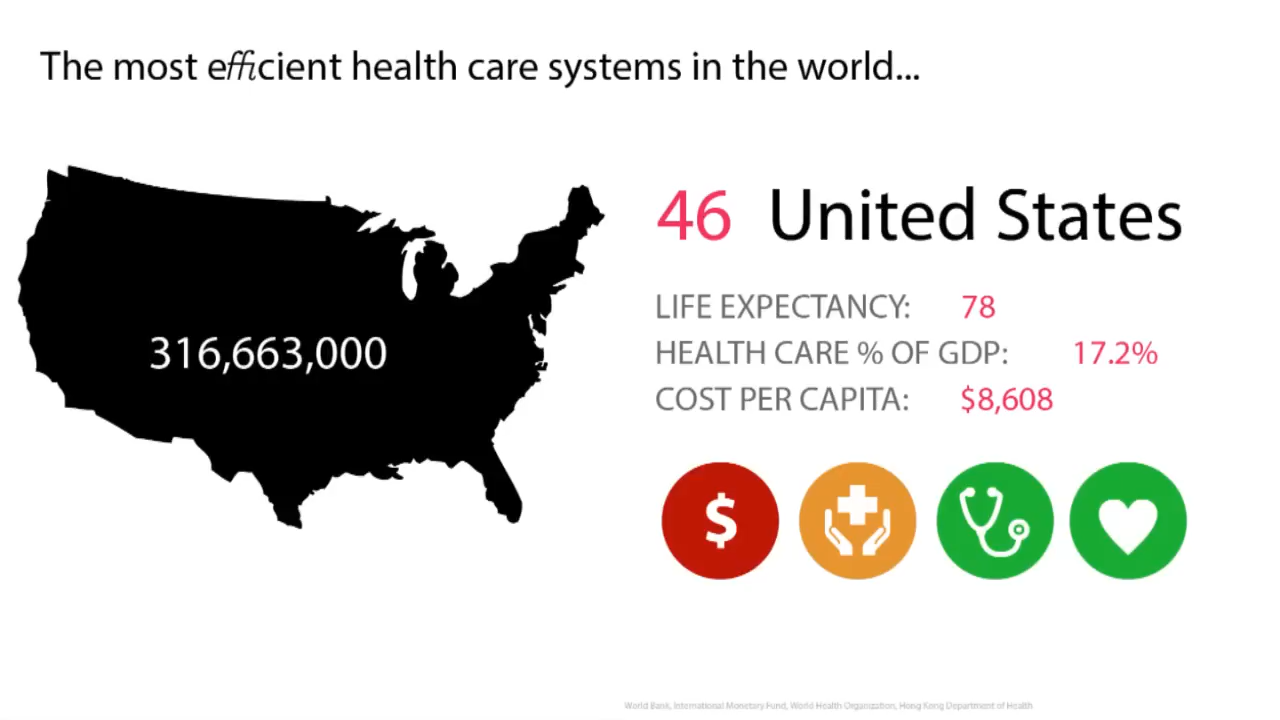 The most efficient health care systems in the world...
46 United States
316,663,000
LIFE EXPECTANCY: 78
HEALTH CARE % OF GDP: 17.2%
COST PER CAPITA: $8,608
$
World Bank, International Monetary Fund, World Health Organization, Hong Kong Department of Health